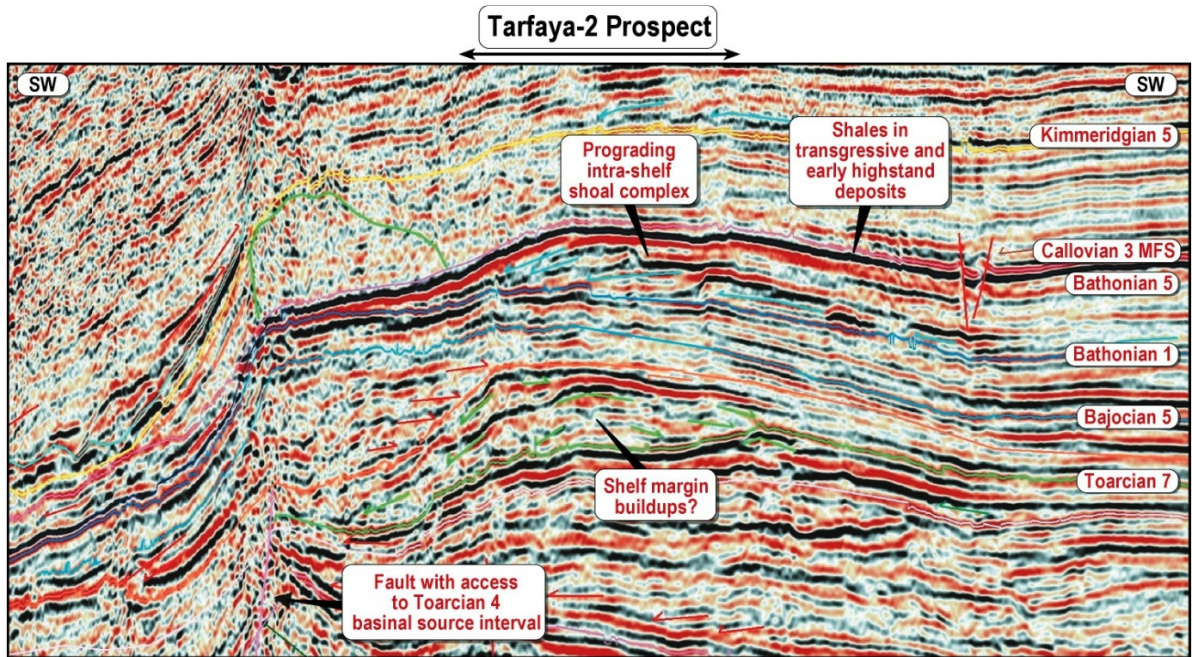 Tarfaya-2 Prospect
SW
SW
Kimmeridgian 5
Prograding
intra-shelf
shoal complex
Shales in
transgressive and
early highstand
deposits
Callovian 3 MFS
Bathonian 5
Bathonian 1
Bajocian 5
Toarcian 7
Shelf margin
buildups?
Fault with access
to Toarcian 4
basinal source interval